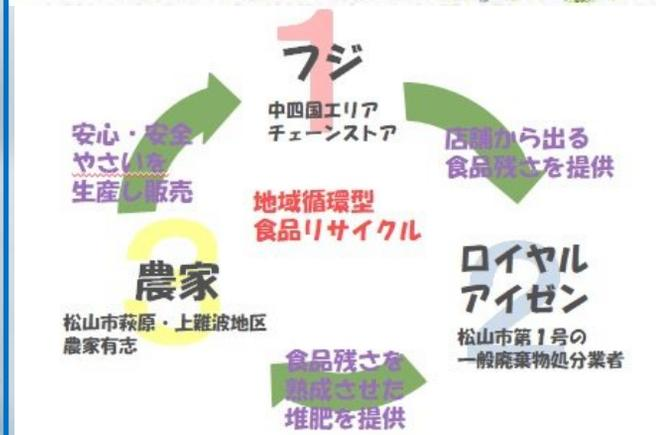 1
フジ
中四国エリア
チェーンストア
店舗から出る
食品残さを提供
2
ロイヤル
アイゼン
松山市第1号の
一般廃棄物処分業者
食品残さを
熟成させた
堆肥を提供
3
農家
松山市萩原・上難波地区
農家有志
安心・安全
やさいを
生産し販売
地域循環型
食品リサイクル